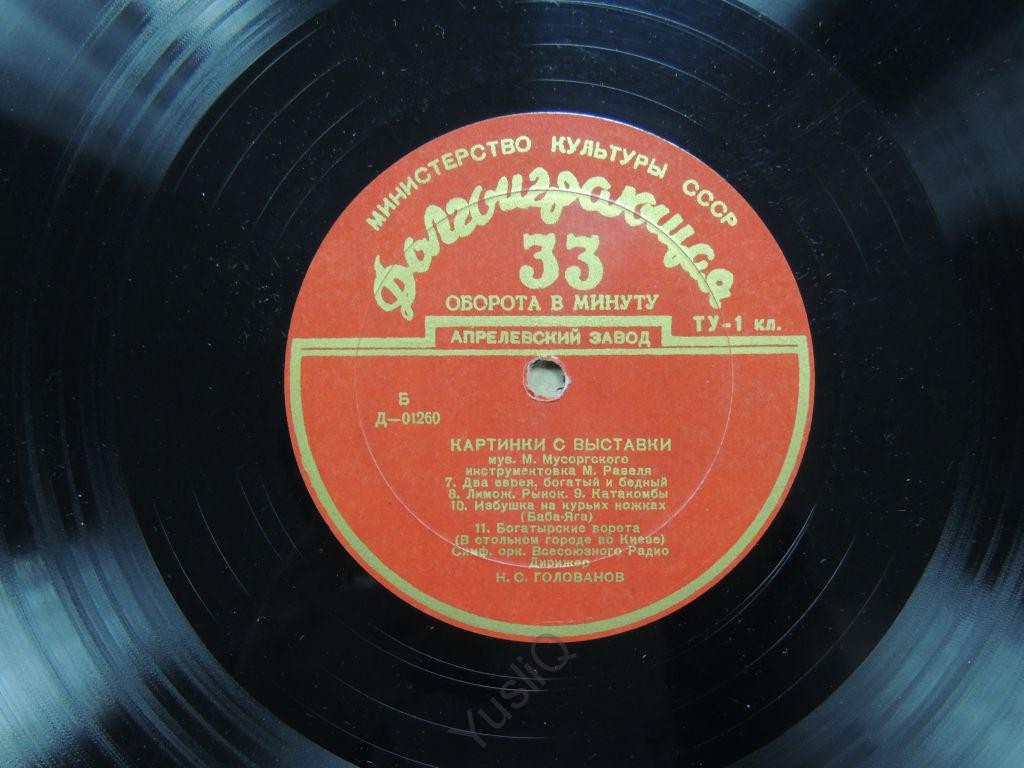 МИНИСТЕРСТВО КУЛЬТУРЫ СССР
Долгоиграющая
33
ОБОРОТА В МИНУТУ
ТУ-1 кл.
АПРЕЛЕВСКИЙ ЗАВОД
Б
Д—01260
КАРТИНКИ С ВЫСТАВКИ
муз. М. Мусоргского
инструментовка М. Равеля
7. Два еврея, богатый и бедный
8. Лимож. Рынок. 9. Катакомбы
10. Избушка на курьих ножках
(Баба-Яга)
11. Богатырские ворота
(В стольном городе во Киеве)
Симф. орк. Всесоюзного Радио
Дирижер
Н. С. ГОЛОВАНОВ
YusliQ